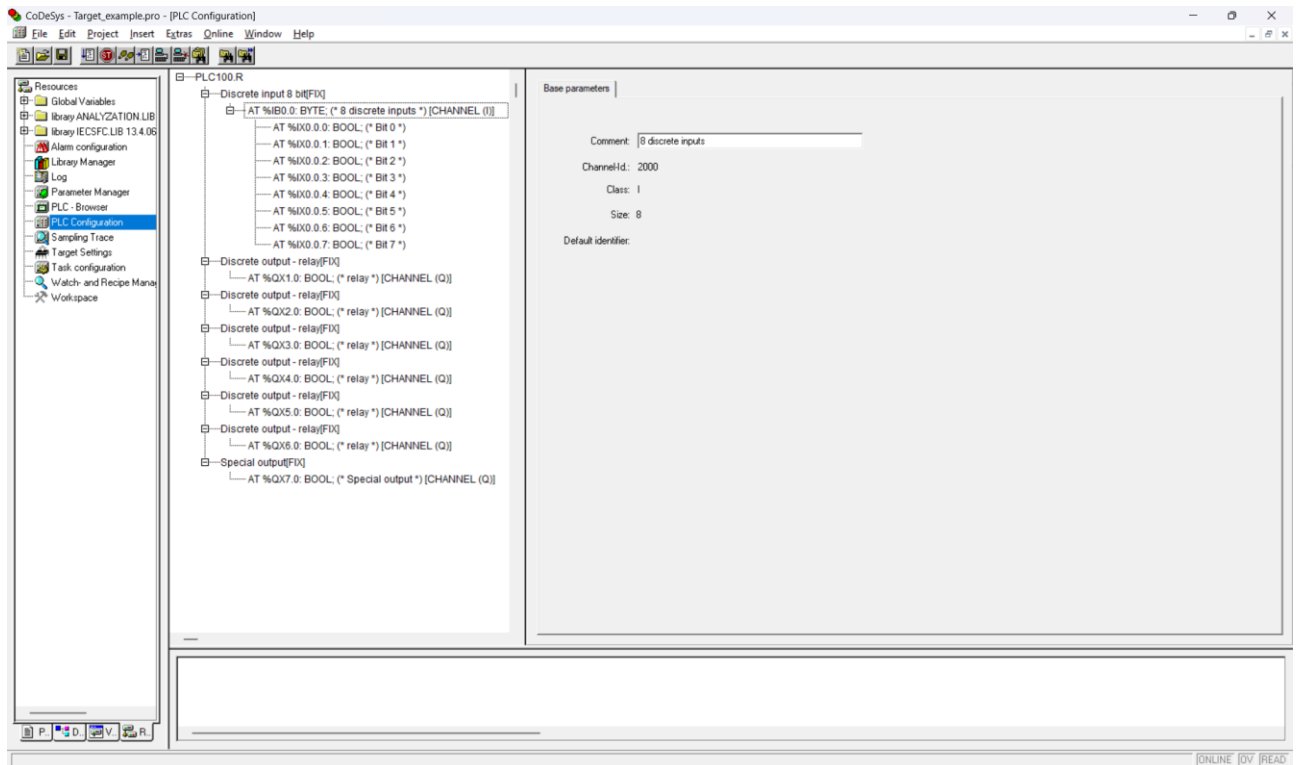 CoDeSys - Target_example.pro - [PLC Configuration]
File Edit Project Insert Extras Online Window Help
Resources
Global Variables
library ANALYZATION.LIB
library IECSFC.LIB 13.4.06
Alarm configuration
Library Manager
Log
Parameter Manager
PLC - Browser
PLC Configuration
Sampling Trace
Target Settings
Task configuration
Watch- and Recipe Mana
Workspace
P.. D.. V.. R..
PLC100.R
Discrete input 8 bit[FIX]
AT %IB0.0: BYTE; (* 8 discrete inputs *) [CHANNEL (I)]
AT %IX0.0.0: BOOL; (* Bit 0 *)
AT %IX0.0.1: BOOL; (* Bit 1 *)
AT %IX0.0.2: BOOL; (* Bit 2 *)
AT %IX0.0.3: BOOL; (* Bit 3 *)
AT %IX0.0.4: BOOL; (* Bit 4 *)
AT %IX0.0.5: BOOL; (* Bit 5 *)
AT %IX0.0.6: BOOL; (* Bit 6 *)
AT %IX0.0.7: BOOL; (* Bit 7 *)
Discrete output - relay[FIX]
AT %QX1.0: BOOL; (* relay *) [CHANNEL (Q)]
Discrete output - relay[FIX]
AT %QX2.0: BOOL; (* relay *) [CHANNEL (Q)]
Discrete output - relay[FIX]
AT %QX3.0: BOOL; (* relay *) [CHANNEL (Q)]
Discrete output - relay[FIX]
AT %QX4.0: BOOL; (* relay *) [CHANNEL (Q)]
Discrete output - relay[FIX]
AT %QX5.0: BOOL; (* relay *) [CHANNEL (Q)]
Discrete output - relay[FIX]
AT %QX6.0: BOOL; (* relay *) [CHANNEL (Q)]
Special output[FIX]
AT %QX7.0: BOOL; (* Special output *) [CHANNEL (Q)]
Base parameters
Comment: 8 discrete inputs
Channel-Id.: 2000
Class: I
Size: 8
Default identifier:
ONLINE OV READ